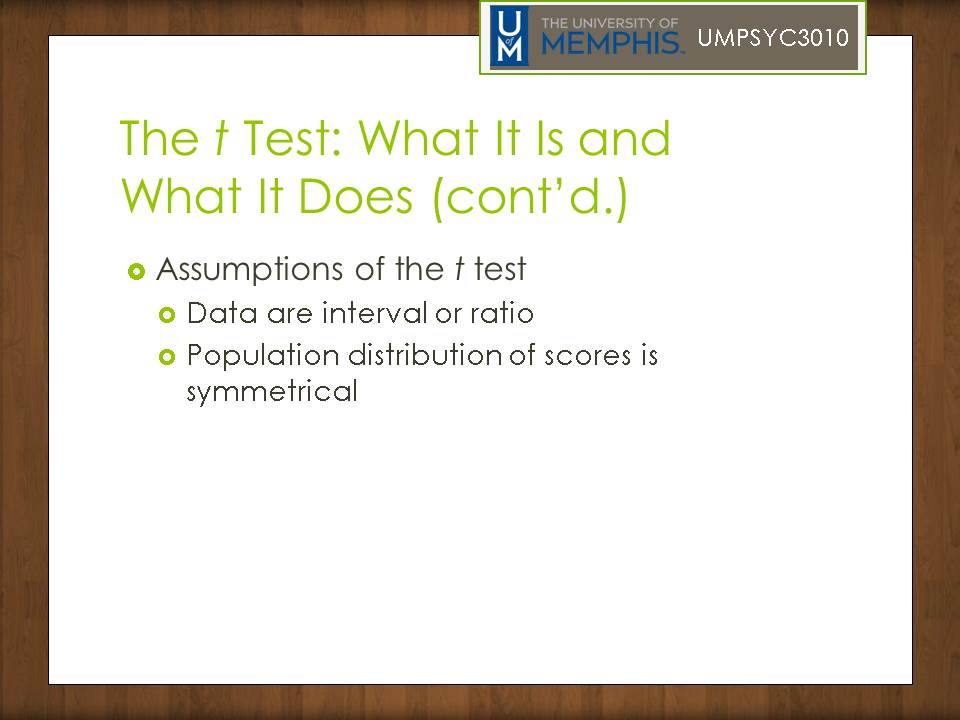 U
of
M
THE UNIVERSITY OF
MEMPHIS.
UMPSYC3010
The t Test: What It Is and
What It Does (cont’d.)
Assumptions of the t test
Data are interval or ratio
Population distribution of scores is
symmetrical